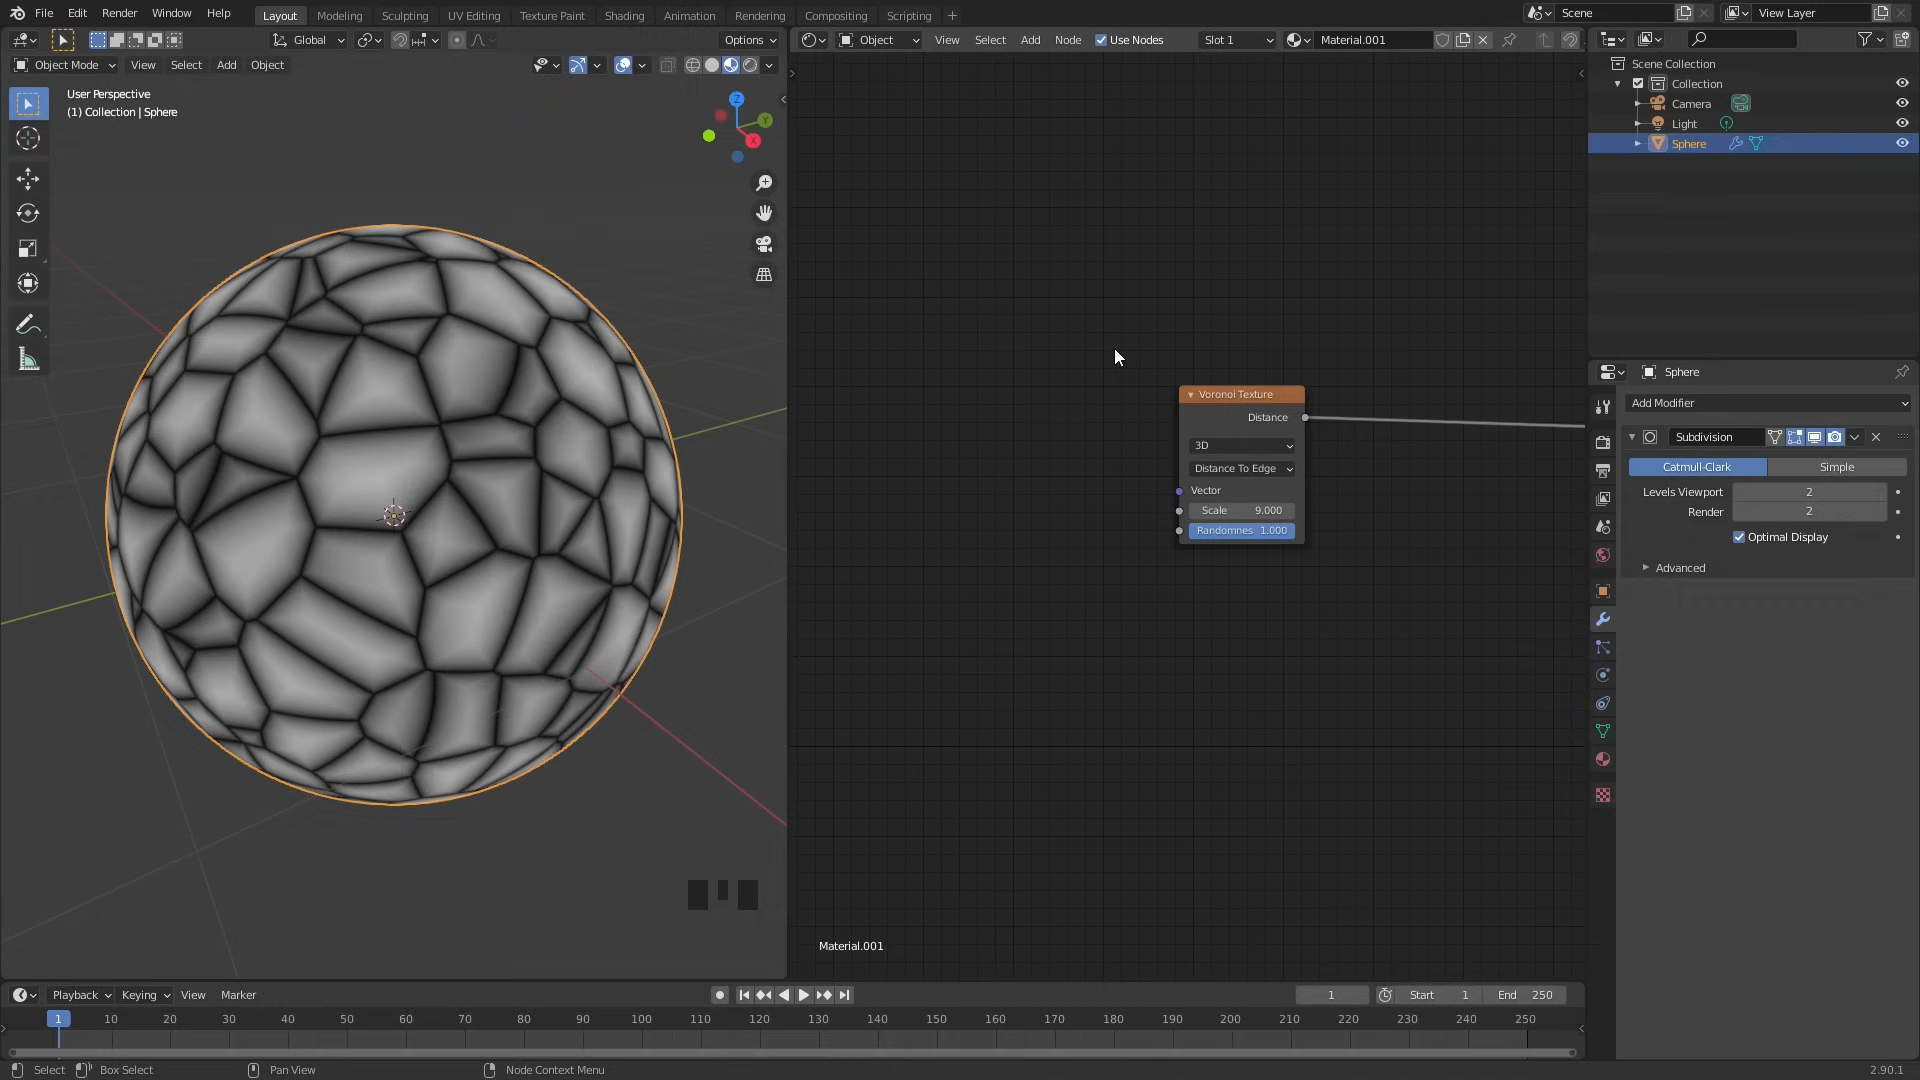 File Edit Render Window Help Layout Modeling Sculpting UV Editing Texture Paint Shading Animation Rendering Compositing Scripting + Scene View Layer
Global Options Object View Select Add Node Use Nodes Slot 1 Material.001
Object Mode View Select Add Object
User Perspective
(1) Collection | Sphere
Z
Y
X
Voronoi Texture
Distance
3D
Distance To Edge
Vector
Scale 9.000
Randomnes 1.000
Material.001
Scene Collection
Collection
Camera
Light
Sphere
Sphere
Add Modifier
Subdivision
Catmull-Clark Simple
Levels Viewport 2
Render 2
Optimal Display
Advanced
Playback Keying View Marker 1 Start 1 End 250
1 10 20 30 40 50 60 70 80 90 100 110 120 130 140 150 160 170 180 190 200 210 220 230 240 250
Select Box Select Pan View Node Context Menu 2.90.1